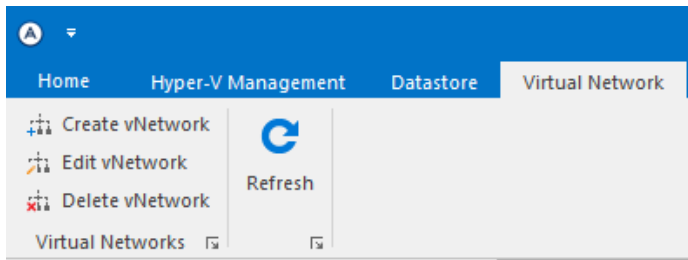 Home Hyper-V Management Datastore Virtual Network
Create vNetwork
Edit vNetwork
Delete vNetwork
Refresh
Virtual Networks